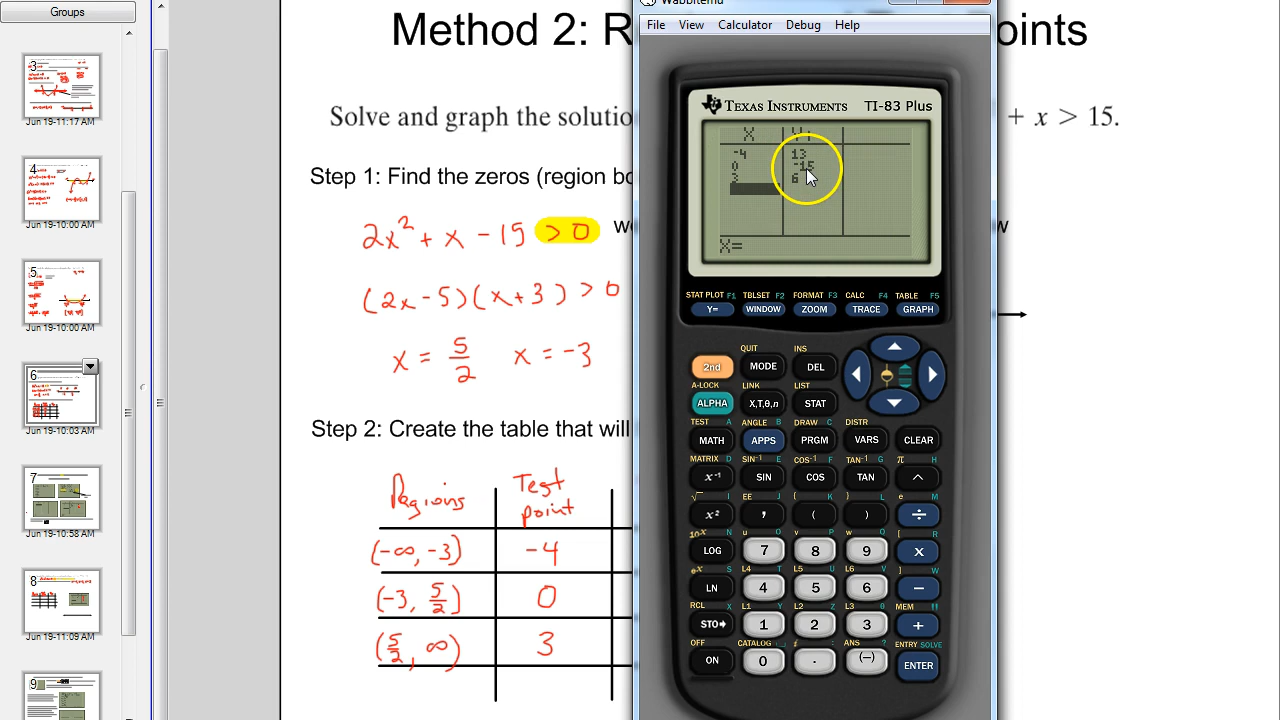 Groups
3
Jun 19-11:17 AM
4
Jun 19-10:00 AM
5
Jun 19-10:00 AM
6
Jun 19-10:03 AM
7
Jun 19-10:58 AM
8
Jun 19-11:09 AM
9
Method 2: R
oints
Solve and graph the solutio
+ x > 15.
Step 1: Find the zeros (region bo
2x² + x - 15 > 0
(2x-5)(x+3) > 0
x = 5/2 x = -3
Step 2: Create the table that will
Regions Test point
(-∞, -3) -4
(-3, 5/2) 0
(5/2, ∞) 3
Wabbitemu
File View Calculator Debug Help
TEXAS INSTRUMENTS TI-83 Plus
X Y1
-4 13
0 -15
3 6
X=
STAT PLOT F1 TBLSET F2 FORMAT F3 CALC F4 TABLE F5
Y= WINDOW ZOOM TRACE GRAPH
QUIT INS
2nd MODE DEL
A-LOCK LINK LIST
ALPHA X,T,θ,n STAT
TEST A ANGLE B DRAW C DISTR
MATH APPS PRGM VARS CLEAR
MATRIX D SIN⁻¹ E COS⁻¹ F TAN⁻¹ G π H
x⁻¹ SIN COS TAN ^
√ I EE J { K } L e M
x² , ( ) ÷
10ˣ N u O v P w Q [ R
LOG 7 8 9 x
eˣ S L4 T L5 U L6 V ] W
LN 4 5 6 −
RCL X L1 Y L2 Z L3 θ MEM "
STO➔ 1 2 3 +
OFF CATALOG i : ANS ? ENTRY SOLVE
ON 0 . (−) ENTER